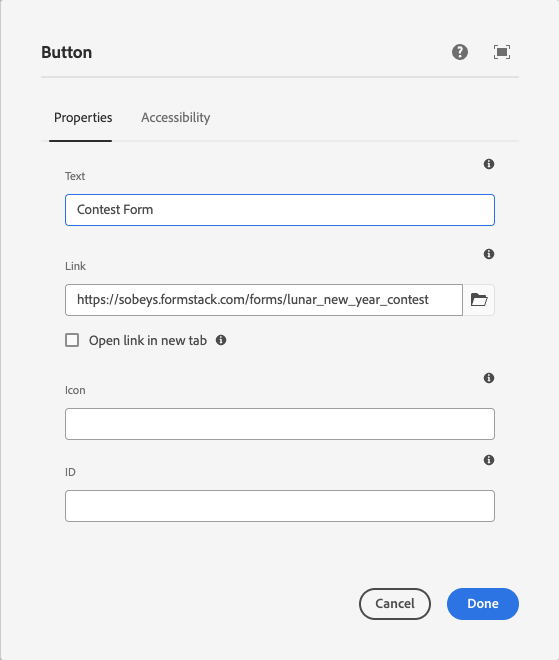 Button
Properties
Accessibility
Text
Contest Form
Link
https://sobeys.formstack.com/forms/lunar_new_year_contest
Open link in new tab
Icon
ID
Cancel
Done